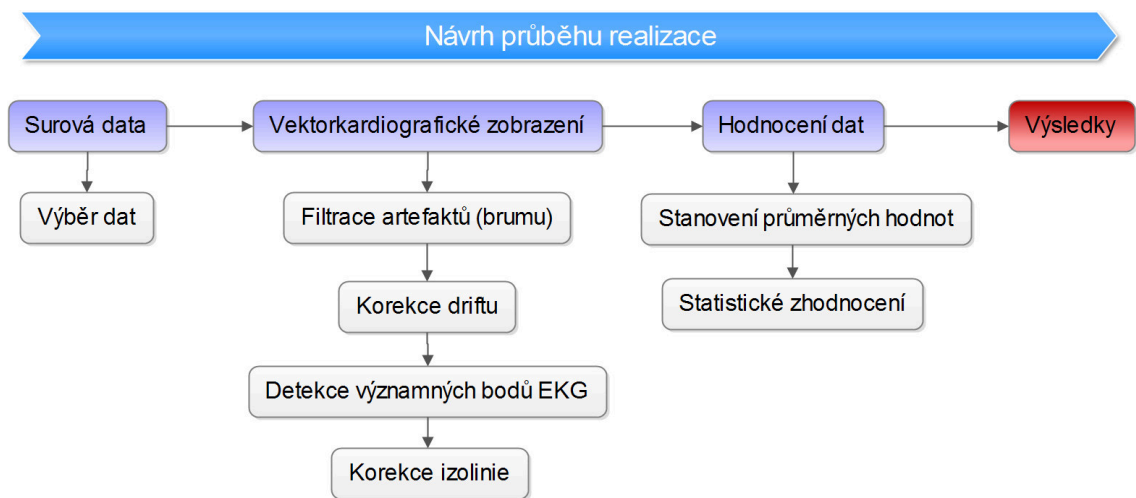 Návrh průběhu realizace
Surová data
Vektorkardiografické zobrazení
Hodnocení dat
Výsledky
Výběr dat
Filtrace artefaktů (brumu)
Stanovení průměrných hodnot
Korekce driftu
Statistické zhodnocení
Detekce významných bodů EKG
Korekce izolinie